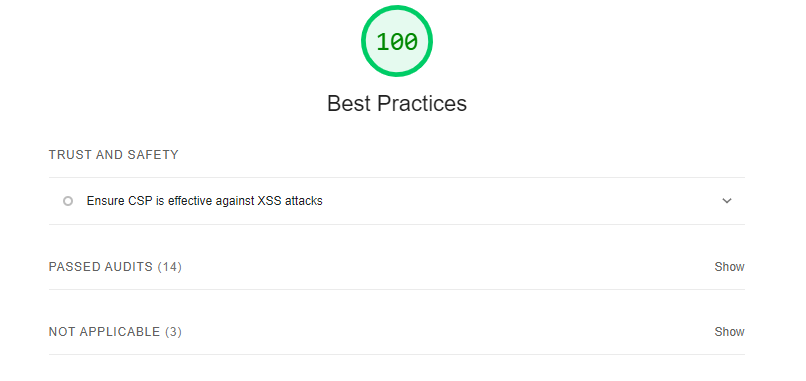 100
Best Practices
TRUST AND SAFETY
Ensure CSP is effective against XSS attacks
PASSED AUDITS (14) Show
NOT APPLICABLE (3) Show